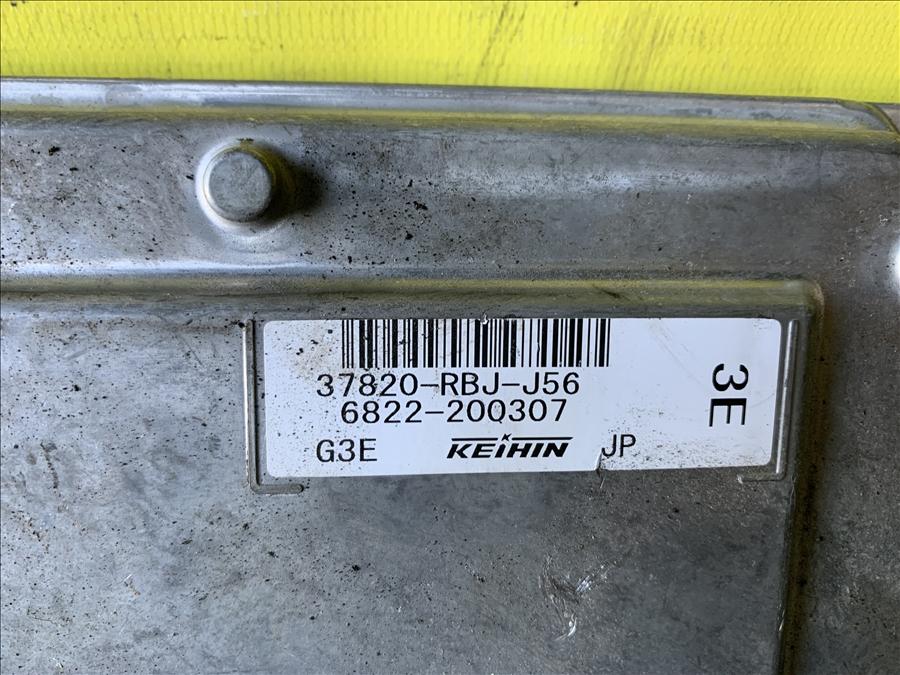 37820-RBJ-J56
6822-200307
G3E KEIHIN JP
3E